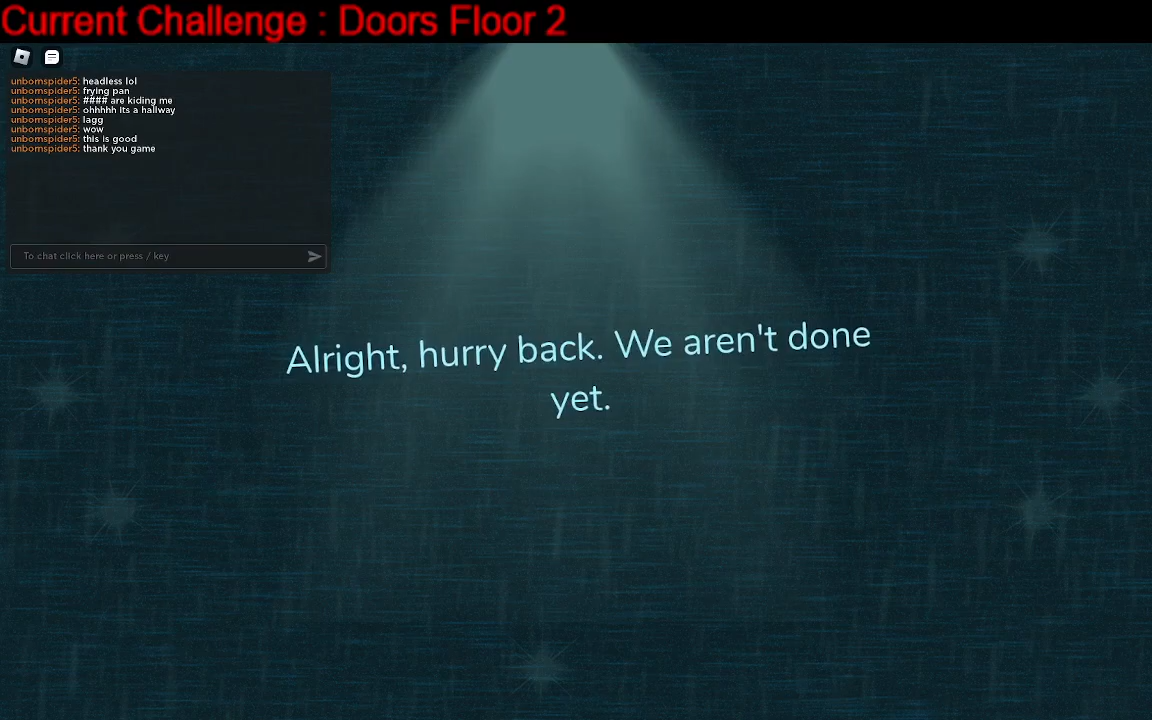 Current Challenge : Doors Floor 2
unbornspider5: headless lol
unbornspider5: frying pan
unbornspider5: #### are kiding me
unbornspider5: ohhhhh its a hallway
unbornspider5: lagg
unbornspider5: wow
unbornspider5: this is good
unbornspider5: thank you game
To chat click here or press / key
Alright, hurry back. We aren't done
yet.